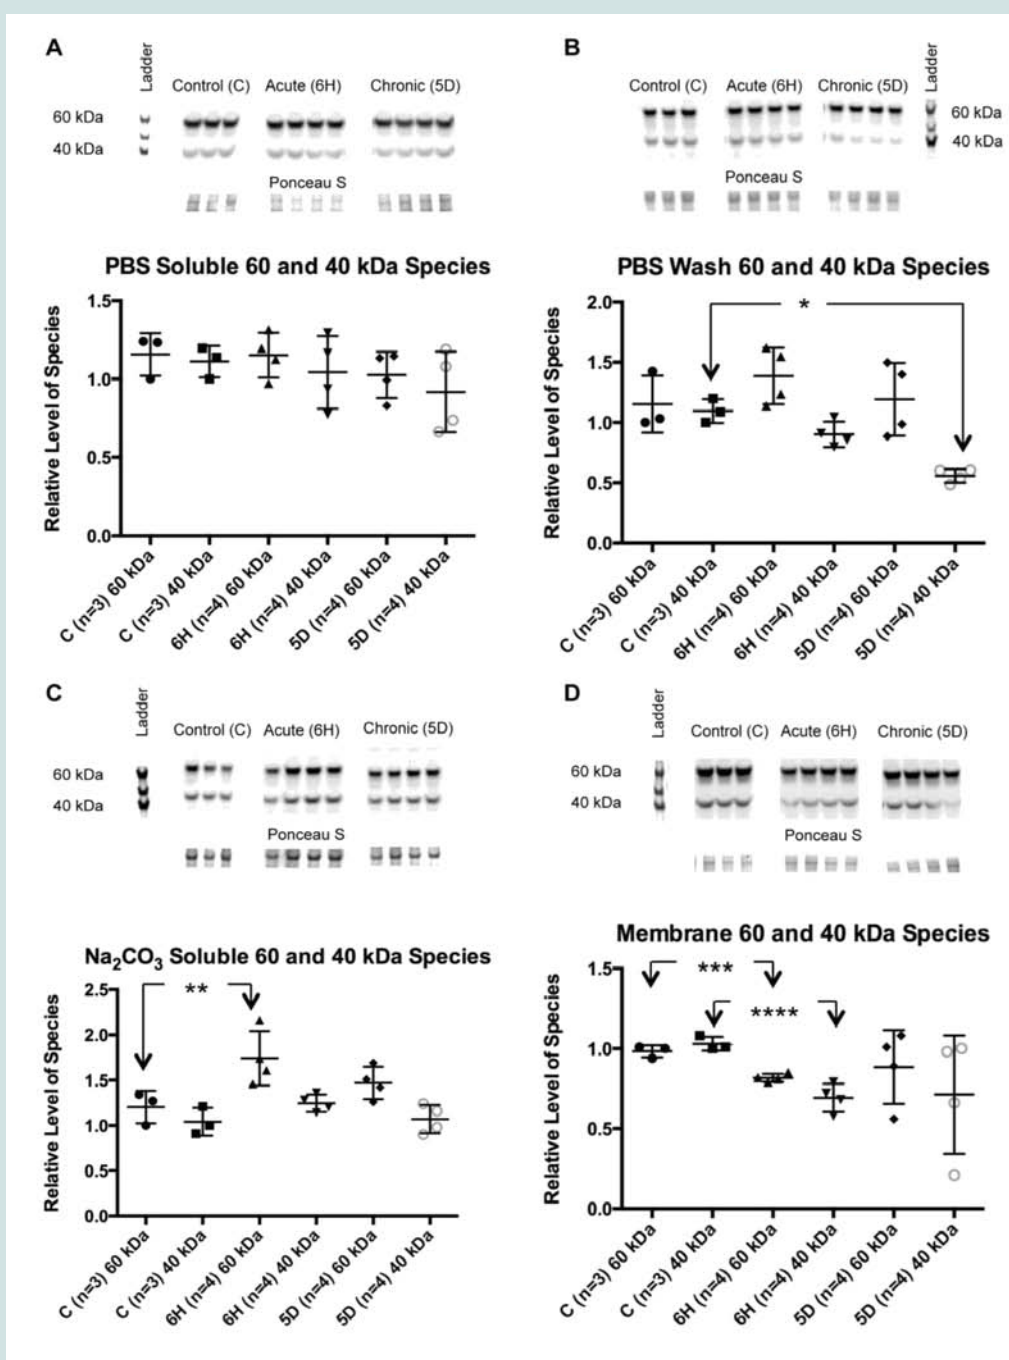 A
Ladder
Control (C) Acute (6H) Chronic (5D)
60 kDa
40 kDa
Ponceau S
PBS Soluble 60 and 40 kDa Species
Relative Level of Species
1.5
1.0
0.5
0.0
C (n=3) 60 kDa
C (n=3) 40 kDa
6H (n=4) 60 kDa
6H (n=4) 40 kDa
5D (n=4) 60 kDa
5D (n=4) 40 kDa
B
Ladder
Control (C) Acute (6H) Chronic (5D)
60 kDa
40 kDa
Ponceau S
PBS Wash 60 and 40 kDa Species
Relative Level of Species
2.0
1.5
1.0
0.5
0.0
*
C (n=3) 60 kDa
C (n=3) 40 kDa
6H (n=4) 60 kDa
6H (n=4) 40 kDa
5D (n=4) 60 kDa
5D (n=4) 40 kDa
C
Ladder
Control (C) Acute (6H) Chronic (5D)
60 kDa
40 kDa
Ponceau S
Na₂CO₃ Soluble 60 and 40 kDa Species
Relative Level of Species
2.5
2.0
1.5
1.0
0.5
0.0
**
C (n=3) 60 kDa
C (n=3) 40 kDa
6H (n=4) 60 kDa
6H (n=4) 40 kDa
5D (n=4) 60 kDa
5D (n=4) 40 kDa
D
Ladder
Control (C) Acute (6H) Chronic (5D)
60 kDa
40 kDa
Ponceau S
Membrane 60 and 40 kDa Species
Relative Level of Species
1.5
1.0
0.5
0.0
***
****
C (n=3) 60 kDa
C (n=3) 40 kDa
6H (n=4) 60 kDa
6H (n=4) 40 kDa
5D (n=4) 60 kDa
5D (n=4) 40 kDa